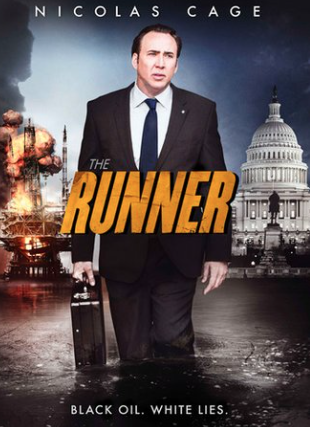 NICOLAS CAGE
THE
RUNNER
BLACK OIL. WHITE LIES.